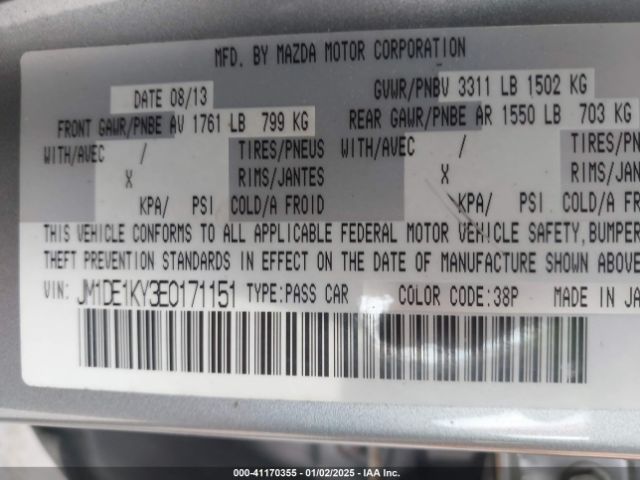 MFD. BY MAZDA MOTOR CORPORATION
DATE 08/13 GVWR/PNBV 3311 LB 1502 KG
FRONT GAWR/PNBE AV 1761 LB 799 KG REAR GAWR/PNBE AR 1550 LB 703 KG
WITH/AVEC / TIRES/PNEUS WITH/AVEC / TIRES/PN
X RIMS/JANTES X RIMS/JAN
KPA/ PSI COLD/A FROID KPA/ PSI COLD/A FRO
THIS VEHICLE CONFORMS TO ALL APPLICABLE FEDERAL MOTOR VEHICLE SAFETY, BUMPER
THEFT PREVENTION STANDARDS IN EFFECT ON THE DATE OF MANUFACTURE SHOWN ABOVE
VIN: JM1DE1KY3E0171151 TYPE:PASS CAR COLOR CODE:38P MADE IN JA
000-41170355 | 01/02/2025 | IAA Inc.